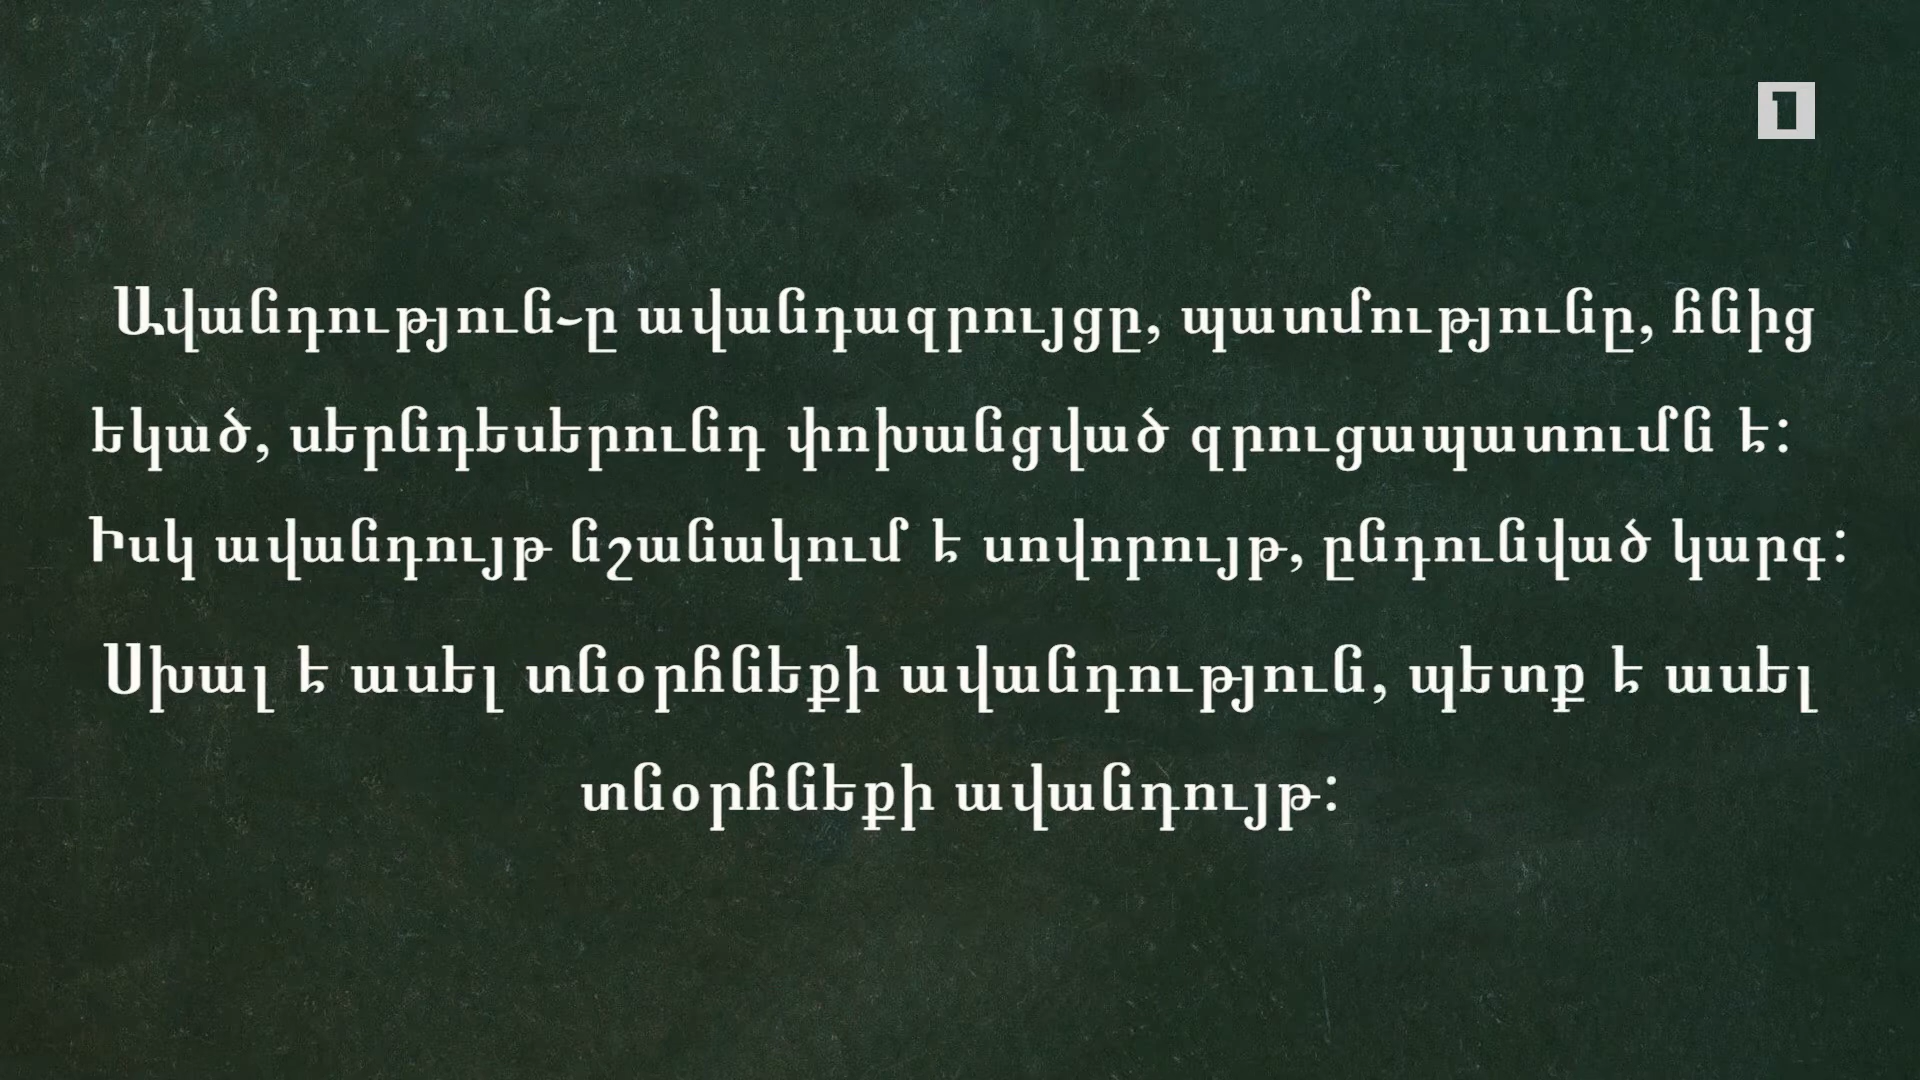 1
Ավանդություն-ը ավանդազրույցը, պատմությունը, հնից
եկած, սերնդեսերունդ փոխանցված զրուցապատումն է:
Իսկ ավանդույթ նշանակում է սովորույթ, ընդունված կարգ:
Սխալ է ասել տնօրհնեքի ավանդություն, պետք է ասել
տնօրհնեքի ավանդույթ: